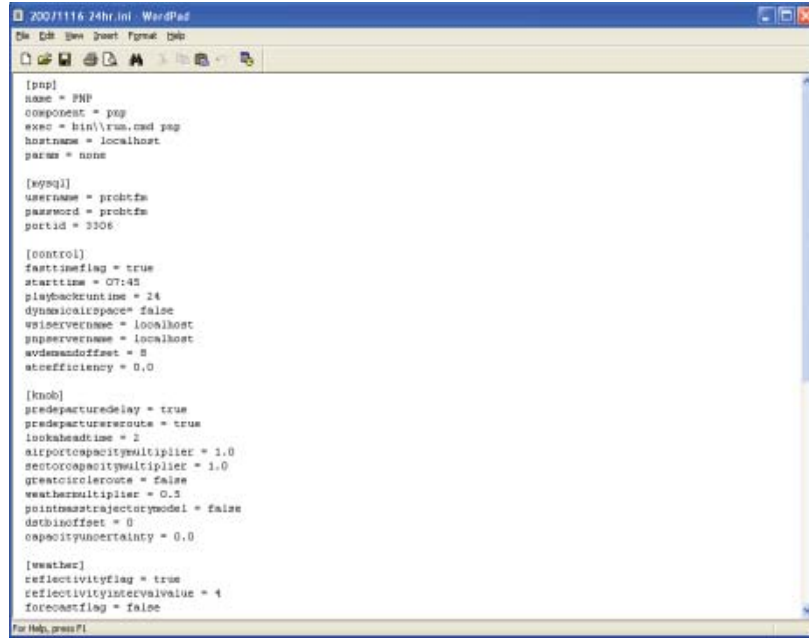 20071116 24hr.ini - WordPad
File Edit View Insert Format Help
[pnp]
name = PNP
component = pnp
exec = bin\\run.cmd pnp
hostname = localhost
param = none
[mysql]
username = probtfm
password = probtfm
portid = 3306
[control]
fasttimeflag = true
starttime = 07:45
playbackruntime = 24
dynamicairspace= false
wsiservername = localhost
pnpservername = localhost
avdemandoffset = 8
atcefficiency = 0.0
[knob]
predeparturedelay = true
predeparturereroute = true
lookaheadtime = 2
airportcapacitymultiplier = 1.0
sectorcapacitymultiplier = 1.0
greatcircleroute = false
weathermultiplier = 0.5
pointmasstrajectorymodel = false
dstbinoffset = 0
capacityuncertainty = 0.0
[weather]
reflectivityflag = true
reflectivityintervalvalue = 4
forecastflag = false
For Help, press F1